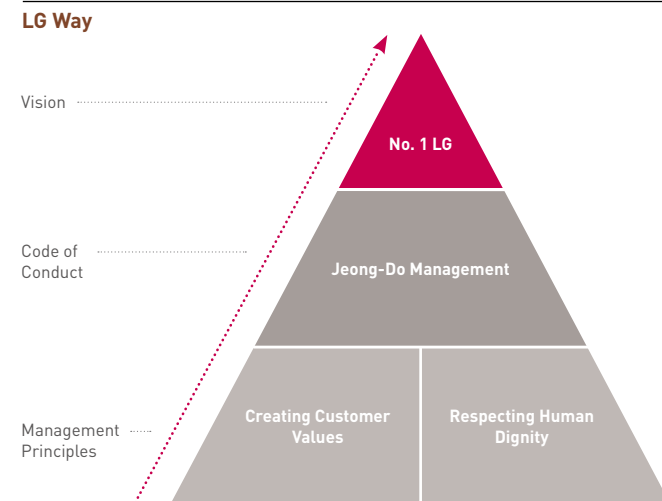 LG Way
Vision
No. 1 LG
Code of
Conduct
Jeong-Do Management
Management
Principles
Creating Customer
Values
Respecting Human
Dignity